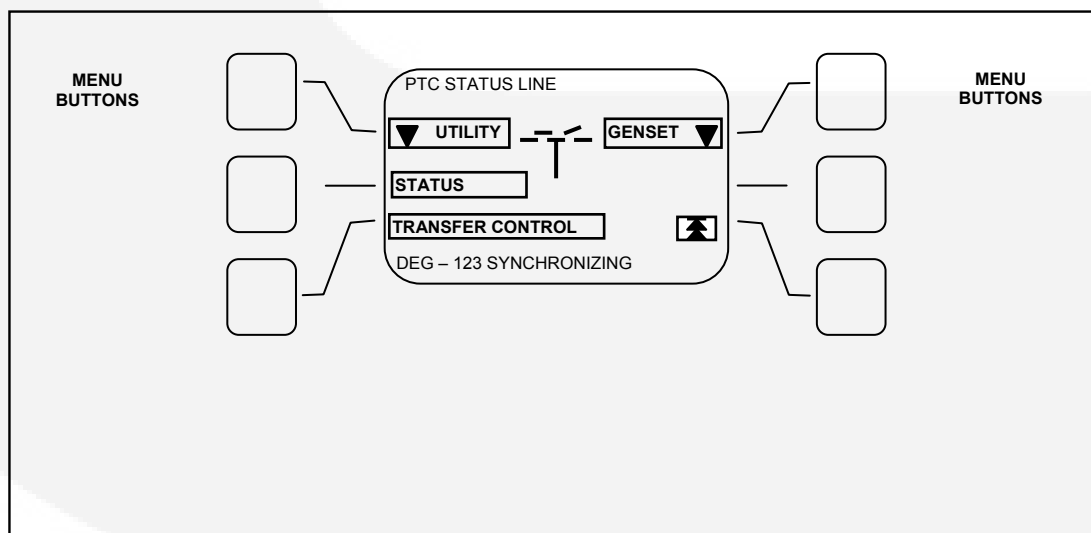 MENU
BUTTONS
PTC STATUS LINE
MENU
BUTTONS
UTILITY
GENSET
STATUS
TRANSFER CONTROL
DEG – 123 SYNCHRONIZING